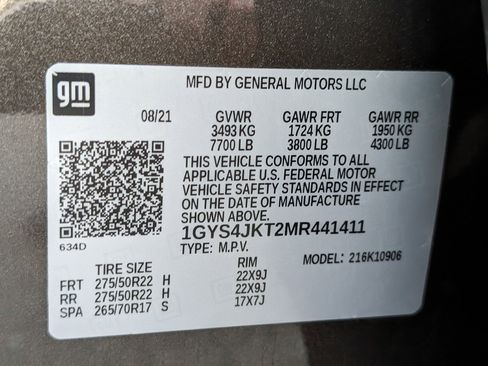 gm
MFD BY GENERAL MOTORS LLC
08/21 GVWR GAWR FRT GAWR RR
3493 KG 1724 KG 1950 KG
7700 LB 3800 LB 4300 LB
THIS VEHICLE CONFORMS TO ALL
APPLICABLE U.S. FEDERAL MOTOR
VEHICLE SAFETY STANDARDS IN EFFECT
ON THE DATE OF MANUFACTURE
SHOWN ABOVE.
1GYS4JKT2MR441411
634D
TYPE: M.P.V. MODEL: 216K10906
TIRE SIZE RIM
FRT 275/50R22 H 22X9J
RR 275/50R22 H 22X9J
SPA 265/70R17 S 17X7J